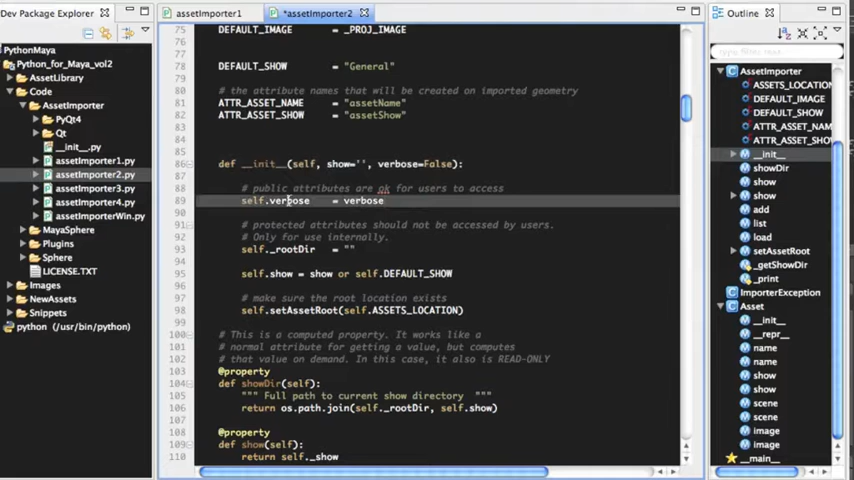 Dev Package Explorer
PythonMaya
Python_for_Maya_vol2
AssetLibrary
Code
AssetImporter
PyQt4
Qt
__init__.py
assetImporter1.py
assetImporter2.py
assetImporter3.py
assetImporter4.py
assetImporterWin.py
MayaSphere
Plugins
Sphere
LICENSE.TXT
Images
NewAssets
Snippets
python (/usr/bin/python)
assetImporter1
*assetImporter2
75 DEFAULT_IMAGE = _PROJ_IMAGE
76
77
78 DEFAULT_SHOW = "General"
79
80 # the attribute names that will be created on imported geometry
81 ATTR_ASSET_NAME = "assetName"
82 ATTR_ASSET_SHOW = "assetShow"
83
84
85
86 def __init__(self, show='', verbose=False):
87
88 # public attributes are ok for users to access
89 self.verbose = verbose
90
91 # protected attributes should not be accessed by users.
92 # Only for use internally.
93 self._rootDir = ""
94
95 self.show = show or self.DEFAULT_SHOW
96
97 # make sure the root location exists
98 self.setAssetRoot(self.ASSETS_LOCATION)
99
100 # This is a computed property. It works like a
101 # normal attribute for getting a value, but computes
102 # that value on demand. In this case, it also is READ-ONLY
103 @property
104 def showDir(self):
105 """ Full path to current show directory """
106 return os.path.join(self._rootDir, self.show)
107
108 @property
109 def show(self):
110 return self._show
Outline
type filter text
AssetImporter
ASSETS_LOCATION
DEFAULT_IMAGE
DEFAULT_SHOW
ATTR_ASSET_NAM
ATTR_ASSET_SHO
__init__
showDir
show
show
add
list
load
setAssetRoot
_getShowDir
_print
ImporterException
Asset
__init__
__repr__
name
name
show
show
scene
scene
image
image
__main__